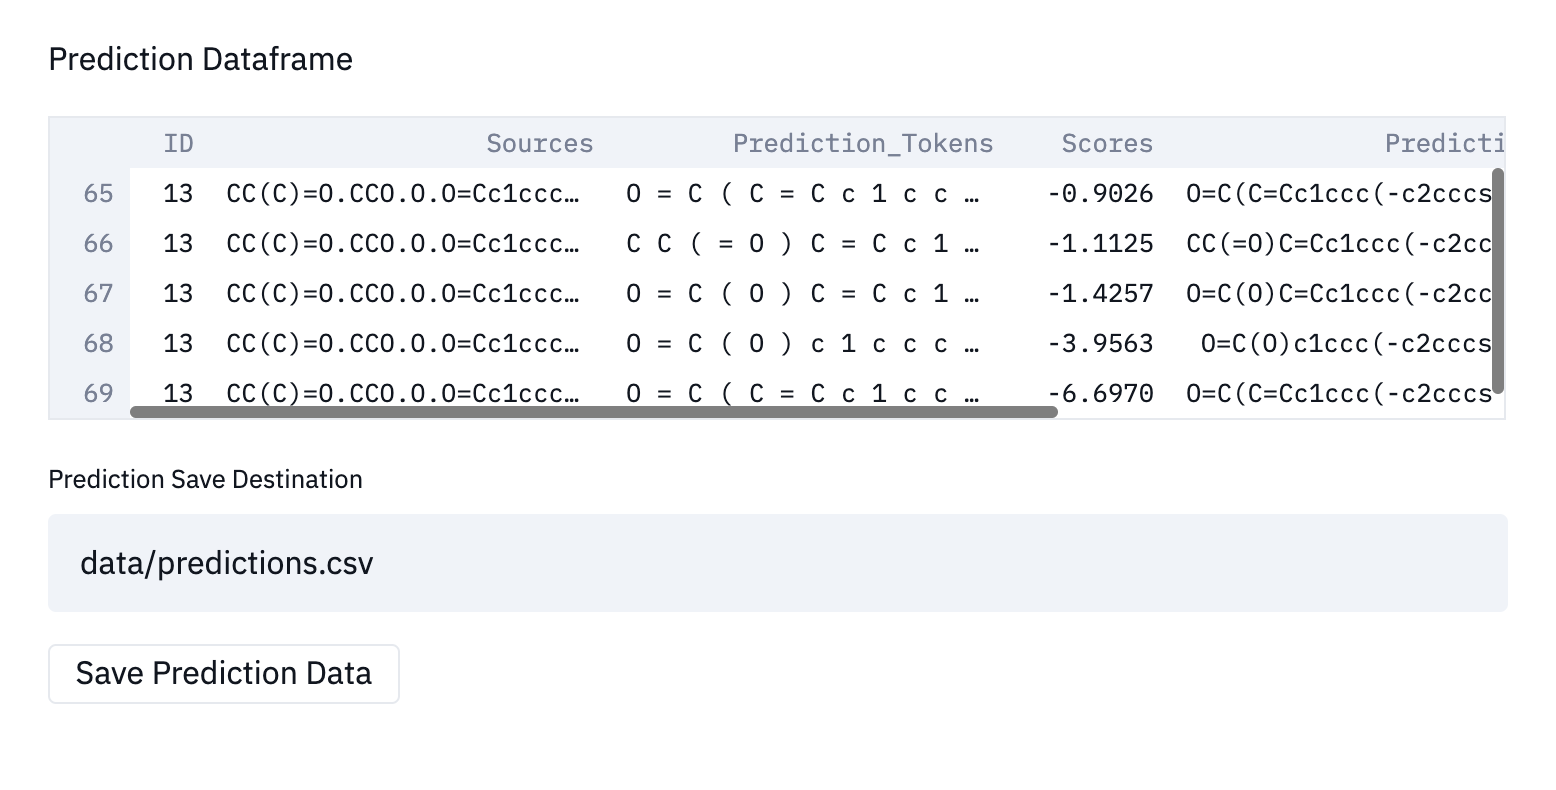 Prediction Dataframe
ID Sources Prediction_Tokens Scores Predicti
65 13 CC(C)=O.CCO.O.O=Cc1ccc… O = C ( C = C c 1 c c … -0.9026 O=C(C=Cc1ccc(-c2cccs
66 13 CC(C)=O.CCO.O.O=Cc1ccc… C C ( = O ) C = C c 1 … -1.1125 CC(=O)C=Cc1ccc(-c2cc
67 13 CC(C)=O.CCO.O.O=Cc1ccc… O = C ( O ) C = C c 1 … -1.4257 O=C(O)C=Cc1ccc(-c2cc
68 13 CC(C)=O.CCO.O.O=Cc1ccc… O = C ( O ) c 1 c c c … -3.9563 O=C(O)c1ccc(-c2cccs
69 13 CC(C)=O.CCO.O.O=Cc1ccc… O = C ( C = C c 1 c c … -6.6970 O=C(C=Cc1ccc(-c2cccs
Prediction Save Destination
data/predictions.csv
Save Prediction Data